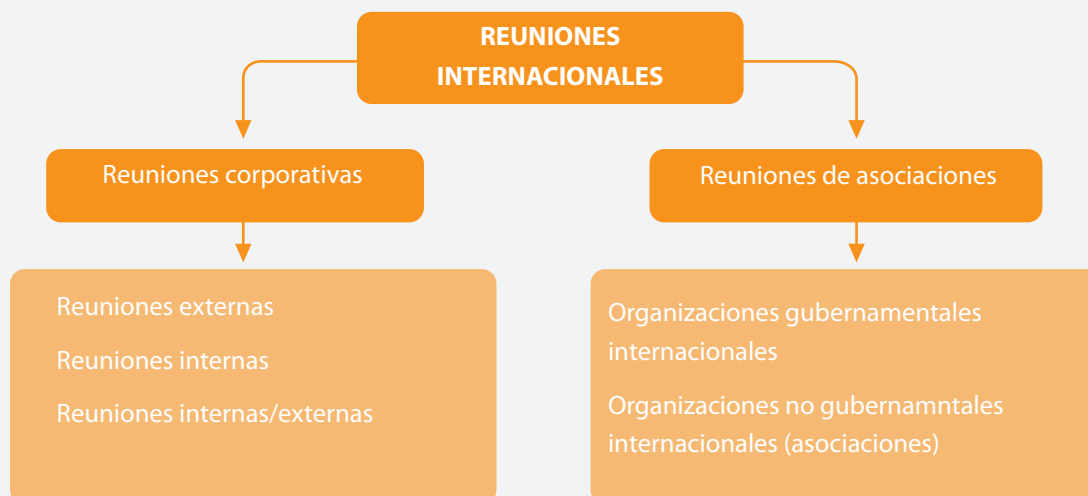 REUNIONES
INTERNACIONALES
Reuniones corporativas
Reuniones de asociaciones
Reuniones externas
Reuniones internas
Reuniones internas/externas
Organizaciones gubernamentales
internacionales
Organizaciones no gubernamntales
internacionales (asociaciones)